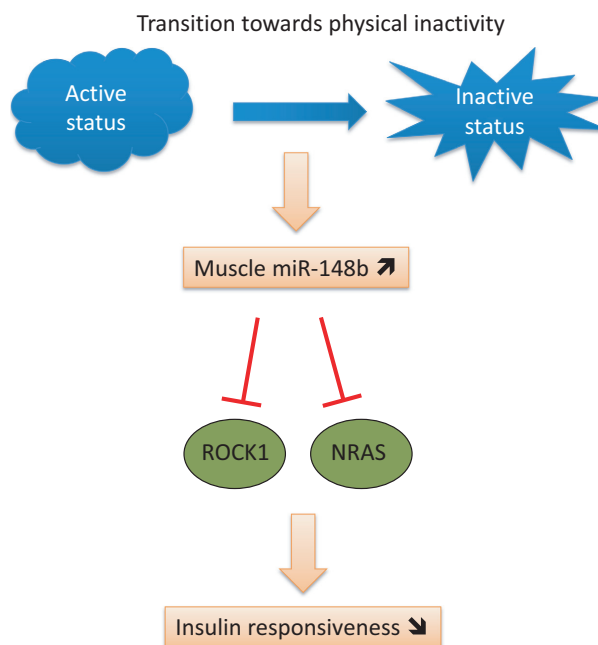 Transition towards physical inactivity
Active
status
Inactive
status
Muscle miR-148b ⬈
ROCK1
NRAS
Insulin responsiveness ⬊